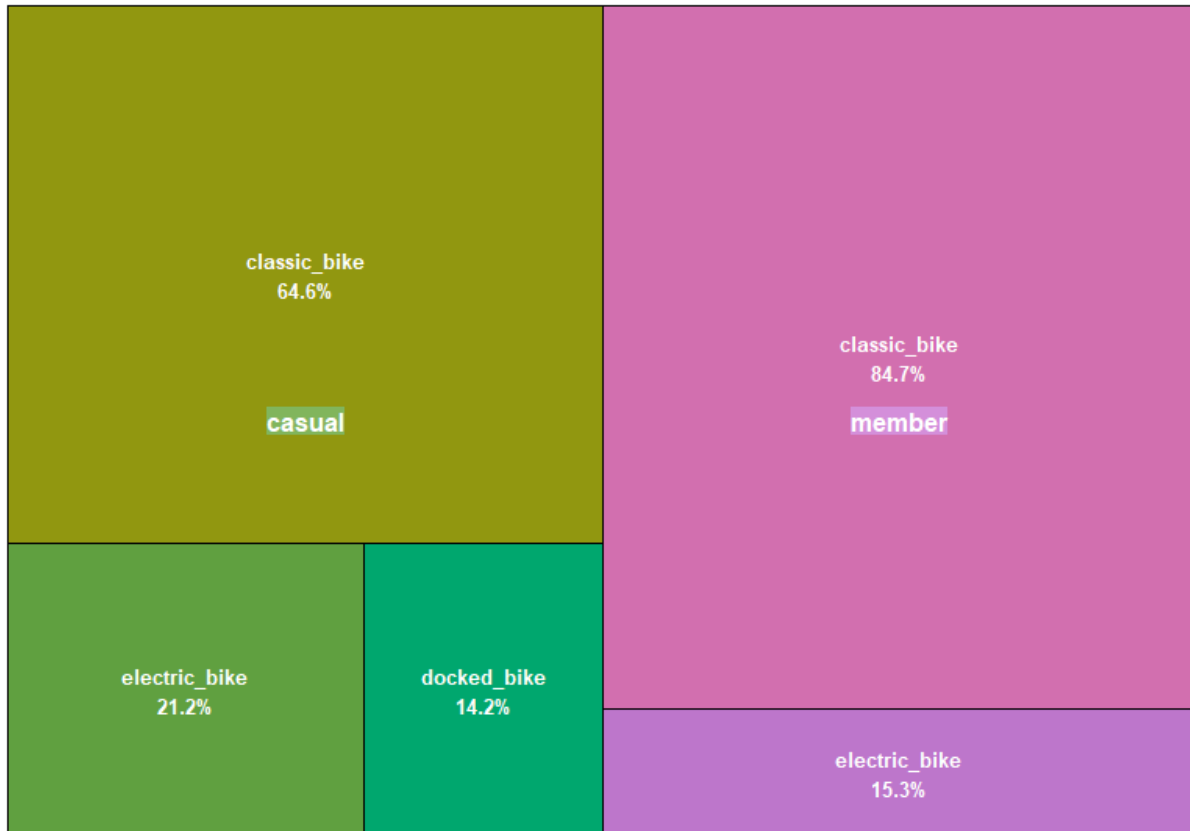 classic_bike
64.6%
casual
electric_bike
21.2%
docked_bike
14.2%
classic_bike
84.7%
member
electric_bike
15.3%